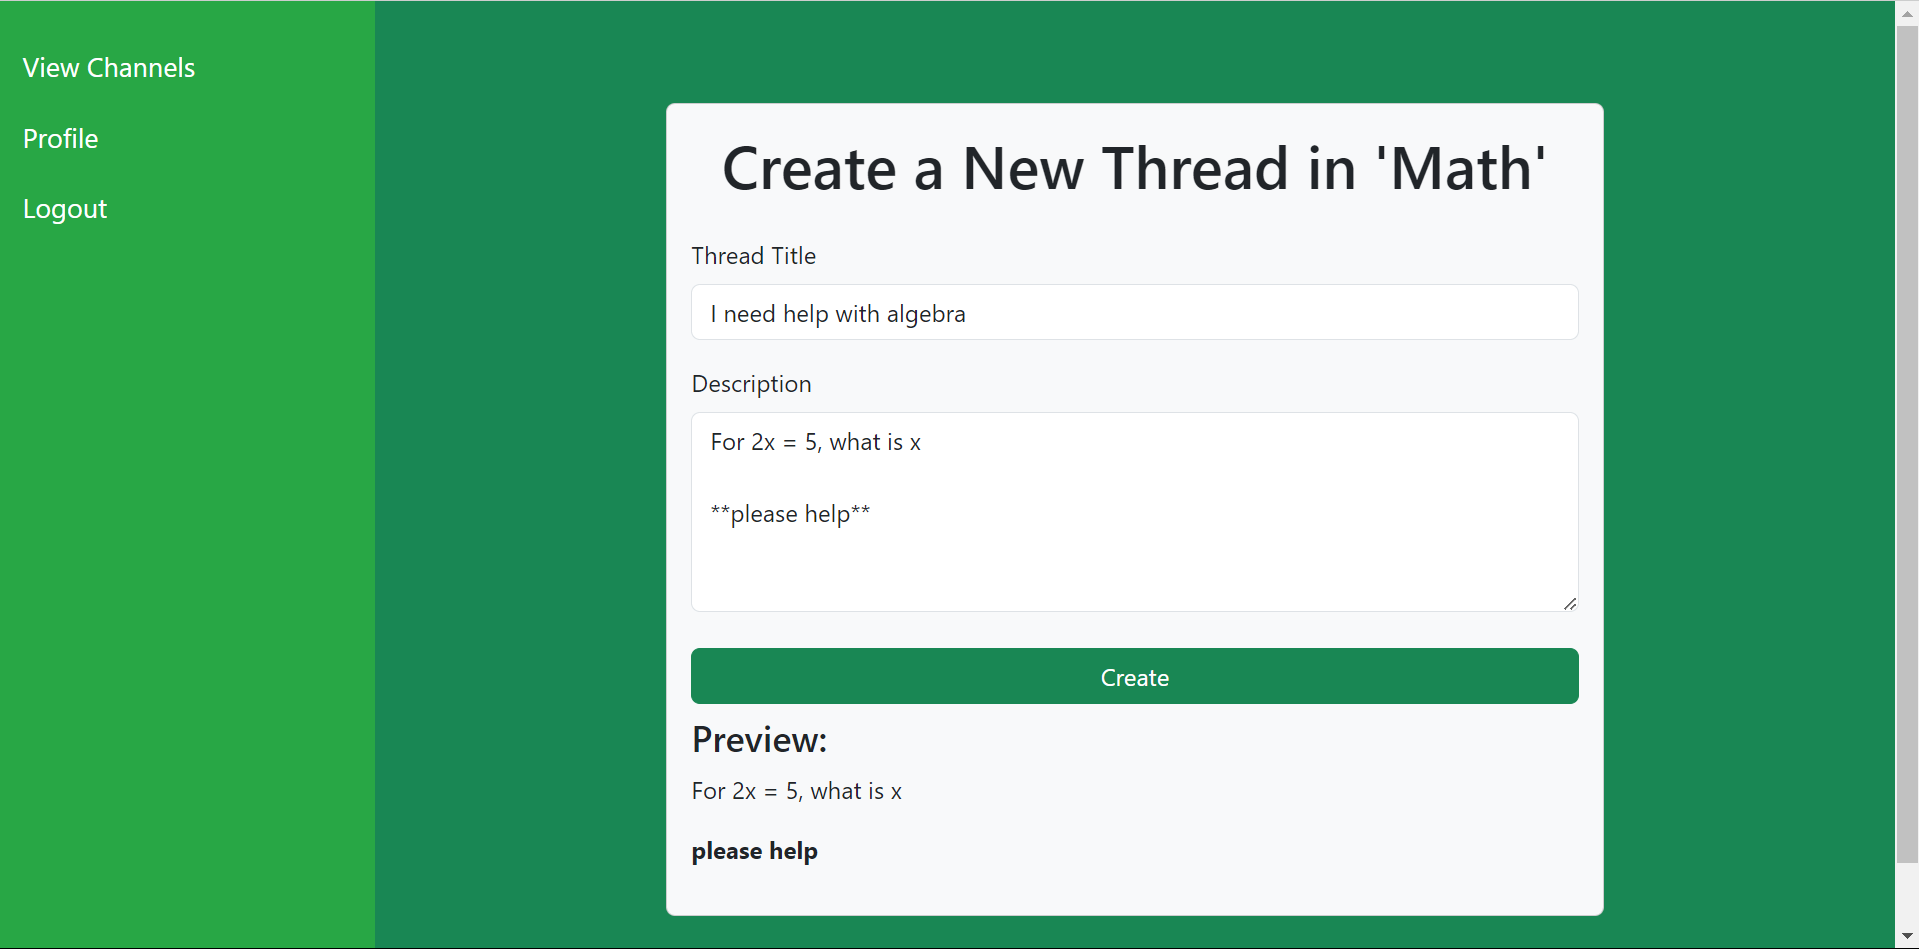 View Channels
Profile
Logout
Create a New Thread in 'Math'
Thread Title
I need help with algebra
Description
For 2x = 5, what is x
**please help**
Create
Preview:
For 2x = 5, what is x
please help